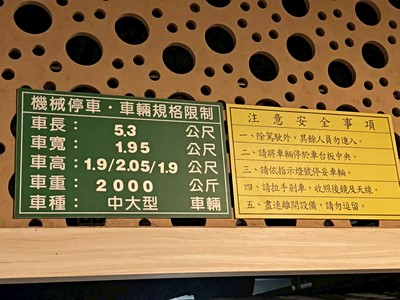 機械停車・車輛規格限制
車長： 5.3 公尺
車寬： 1.95 公尺
車高：1.9/2.05/1.9 公尺
車重： 2000 公斤
車種： 中大型 車輛
注意安全事項
一、除駕駛外，其餘人員勿進入。
二、請將車輛停於車台板中央。
三、請依指示燈號停妥車輛。
四、請拉手剎車，收照後鏡及天線。
五、盡速離開設備，請勿逗留。